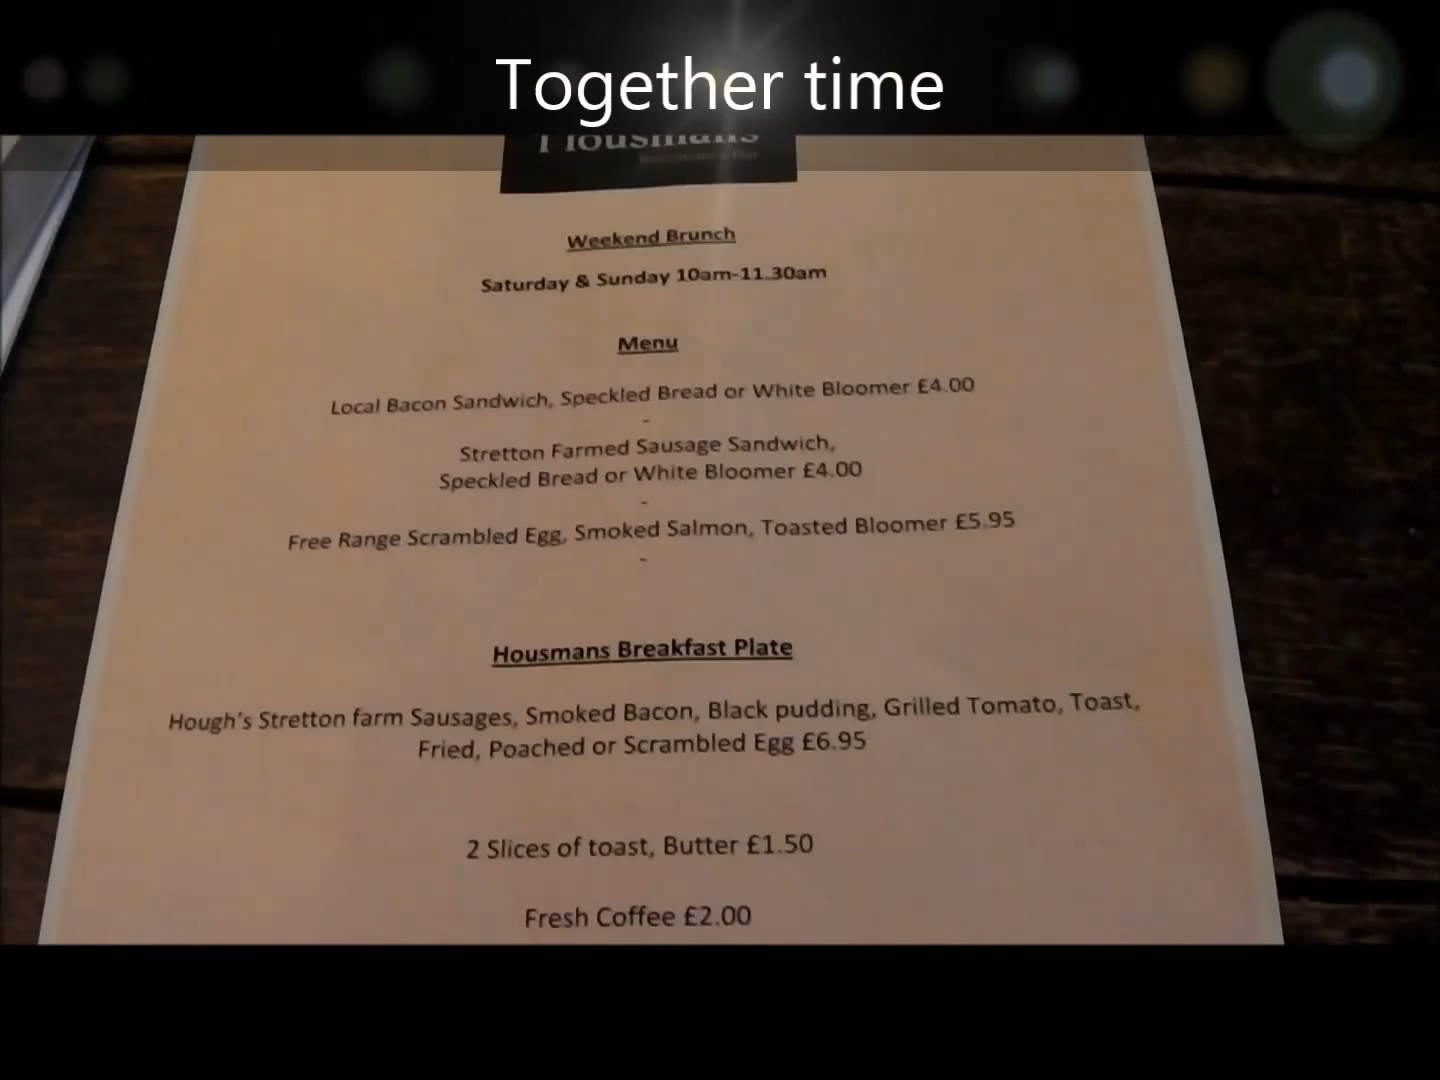 Together time
Housmans
Weekend Brunch
Saturday & Sunday 10am-11.30am
Menu
Local Bacon Sandwich, Speckled Bread or White Bloomer £4.00
-
Stretton Farmed Sausage Sandwich,
Speckled Bread or White Bloomer £4.00
-
Free Range Scrambled Egg, Smoked Salmon, Toasted Bloomer £5.95
-
Housmans Breakfast Plate
Hough's Stretton farm Sausages, Smoked Bacon, Black pudding, Grilled Tomato, Toast,
Fried, Poached or Scrambled Egg £6.95
2 Slices of toast, Butter £1.50
Fresh Coffee £2.00